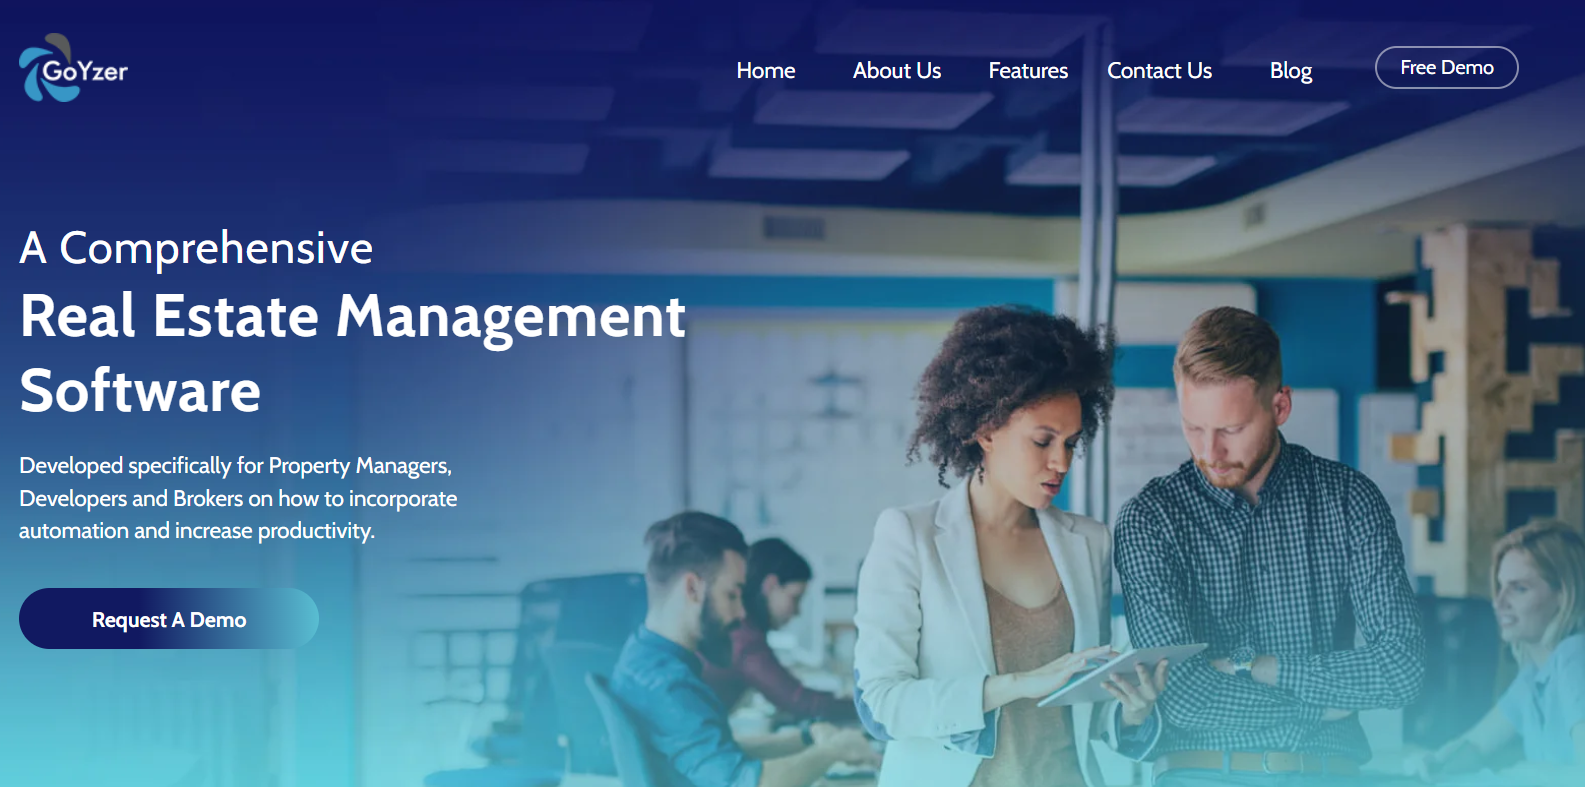 GoYzer
Home About Us Features Contact Us Blog Free Demo
A Comprehensive
Real Estate Management
Software
Developed specifically for Property Managers,
Developers and Brokers on how to incorporate
automation and increase productivity.
Request A Demo